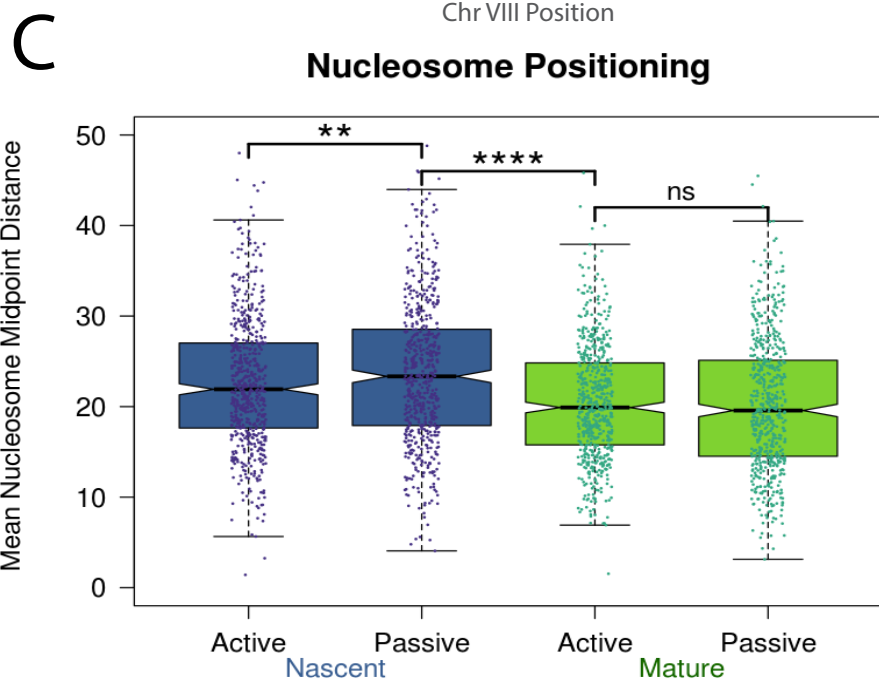 Chr VIII Position
C
Nucleosome Positioning
Mean Nucleosome Midpoint Distance
50
40
30
20
10
0
**
****
ns
Active Passive Active Passive
Nascent Mature